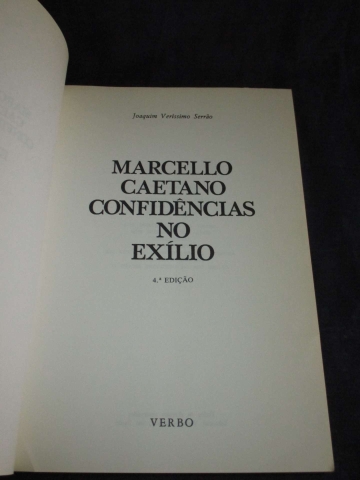 Joaquim Veríssimo Serrão
MARCELLO
CAETANO
CONFIDÊNCIAS
NO
EXÍLIO
4.ª EDIÇÃO
VERBO